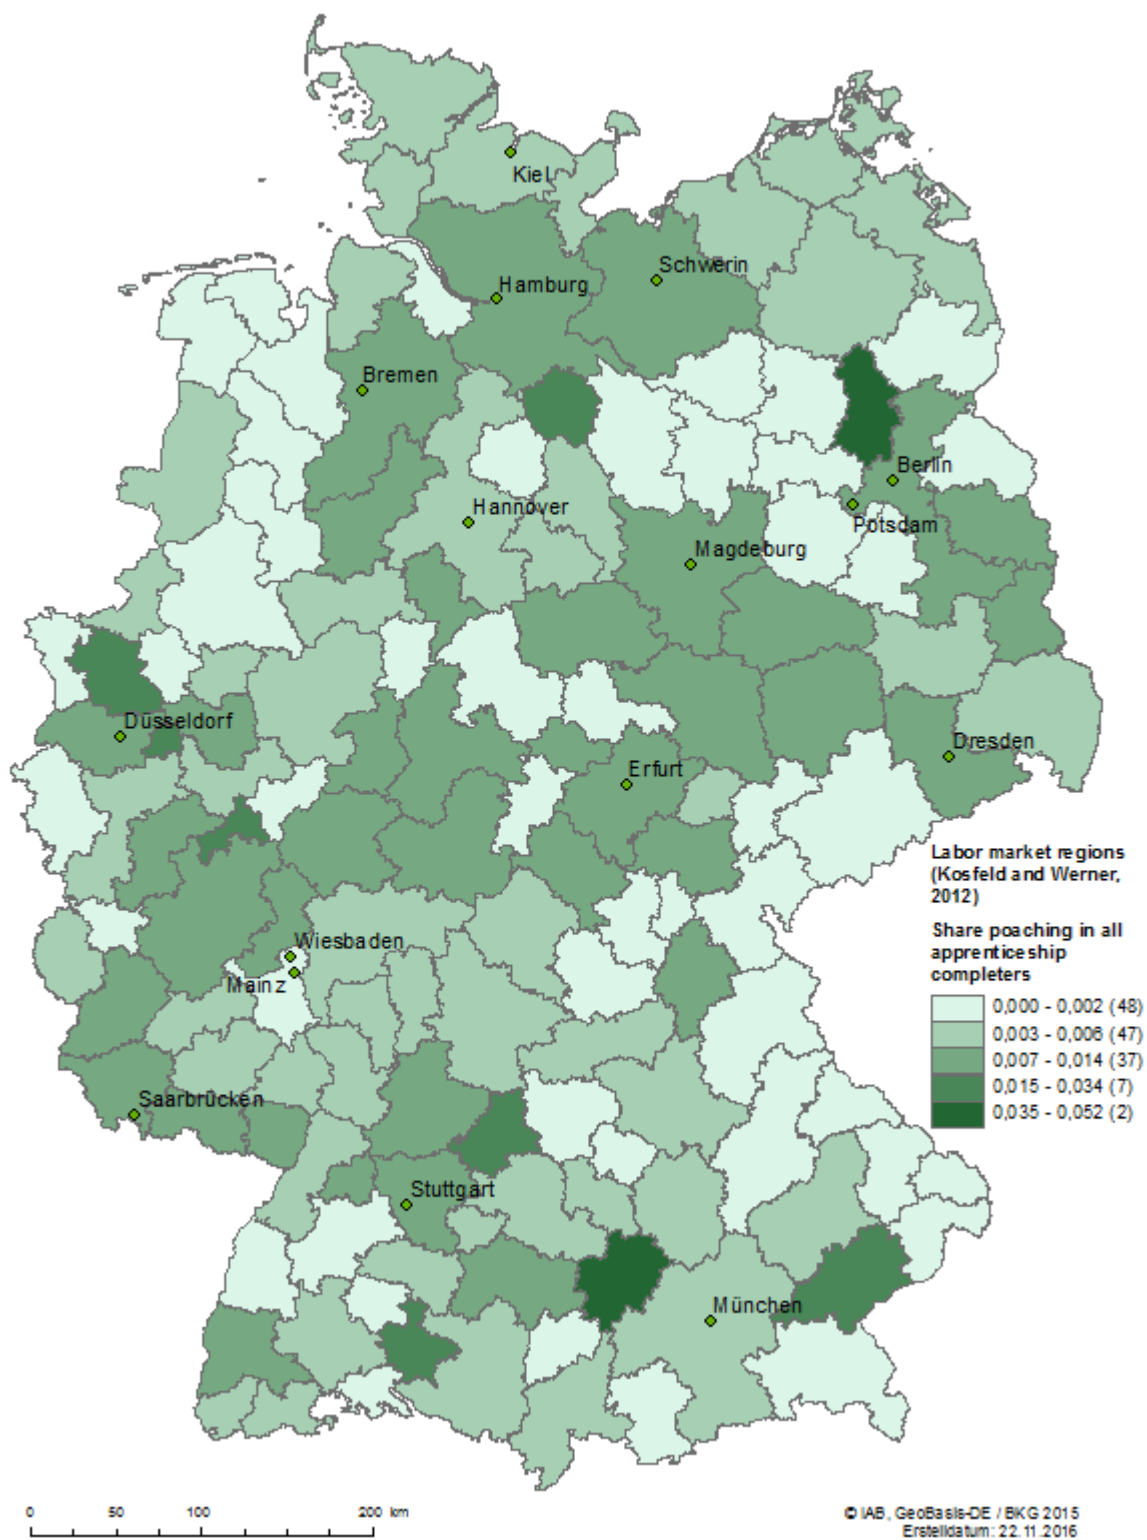 Kiel
Schwerin
Hamburg
Bremen
Berlin
Hannover
Potsdam
Magdeburg
Düsseldorf
Dresden
Erfurt
Labor market regions
(Kosfeld and Werner,
2012)
Share poaching in all
apprenticeship
completers
Wiesbaden
Mainz
0,000 - 0,002 (48)
0,003 - 0,006 (47)
0,007 - 0,014 (37)
0,015 - 0,034 (7)
0,035 - 0,052 (2)
Saarbrücken
Stuttgart
München
0 50 100 200 km
© IAB, GeoBasis-DE / BKG 2015
Erstelldatum: 22.11.2016